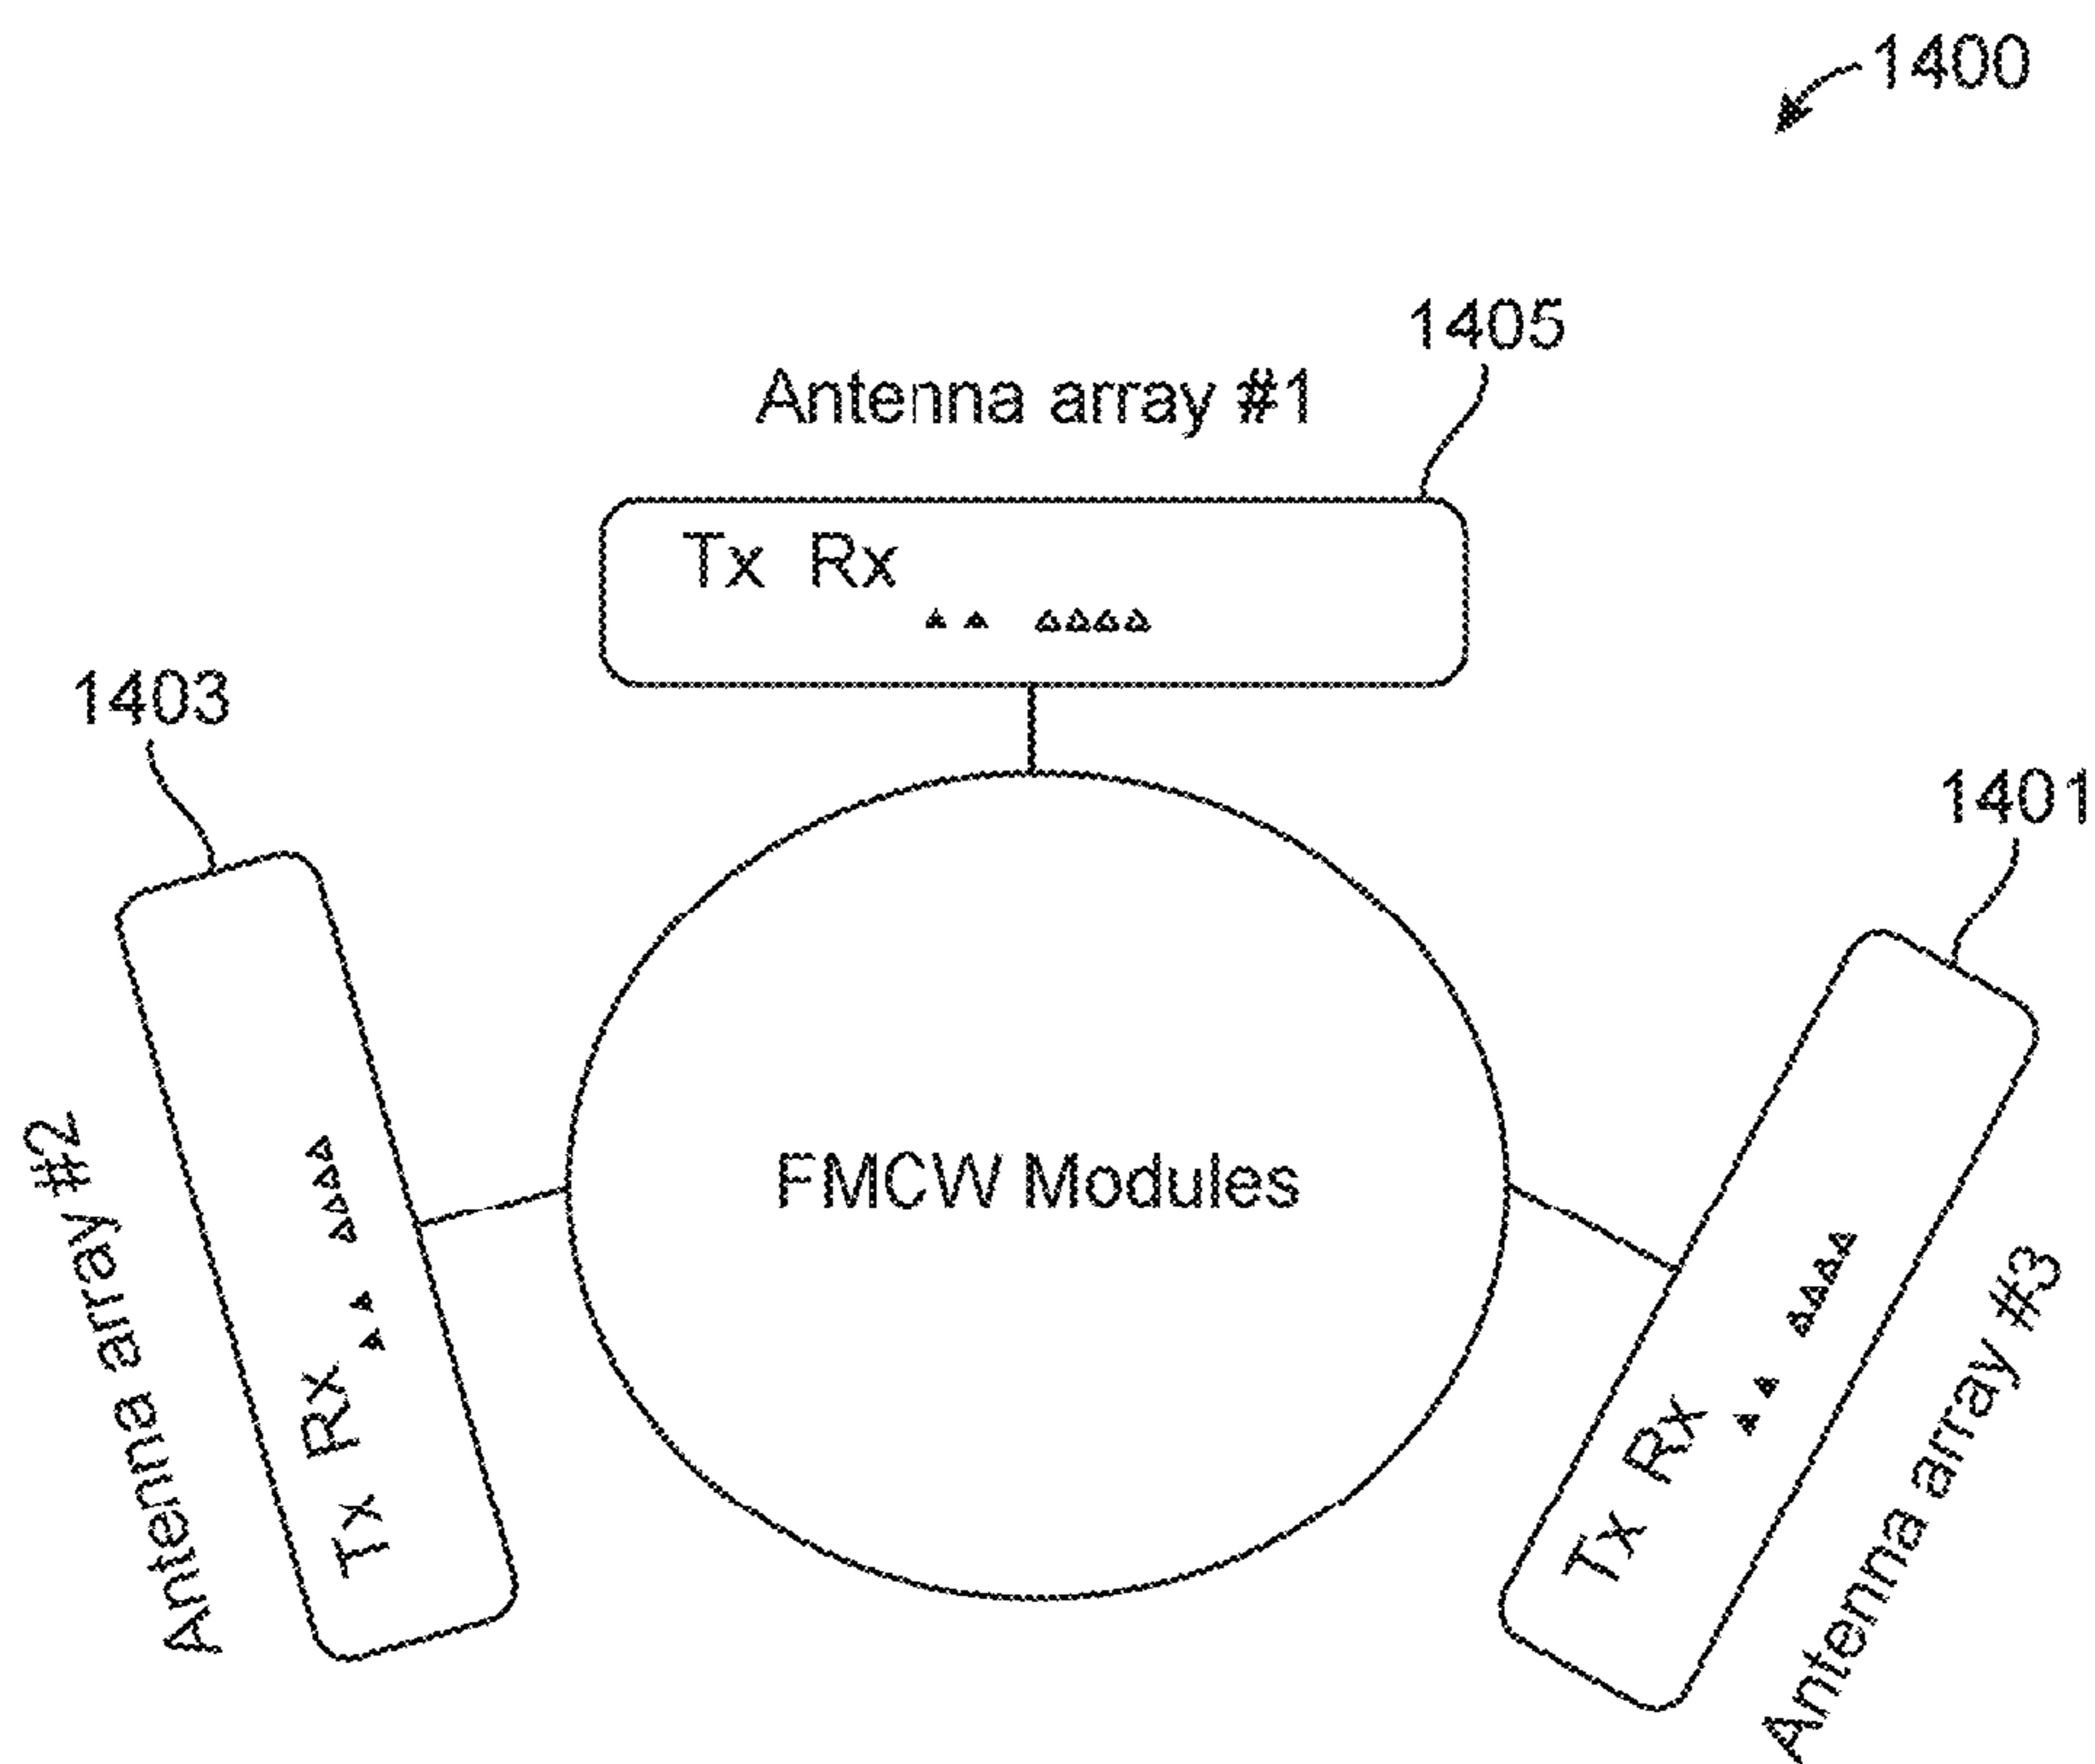 1400
1405
Antenna array #1
Tx Rx
1403
1401
FMCW Modules
Antenna array #2
Tx Rx
Tx Rx
Antenna array #3